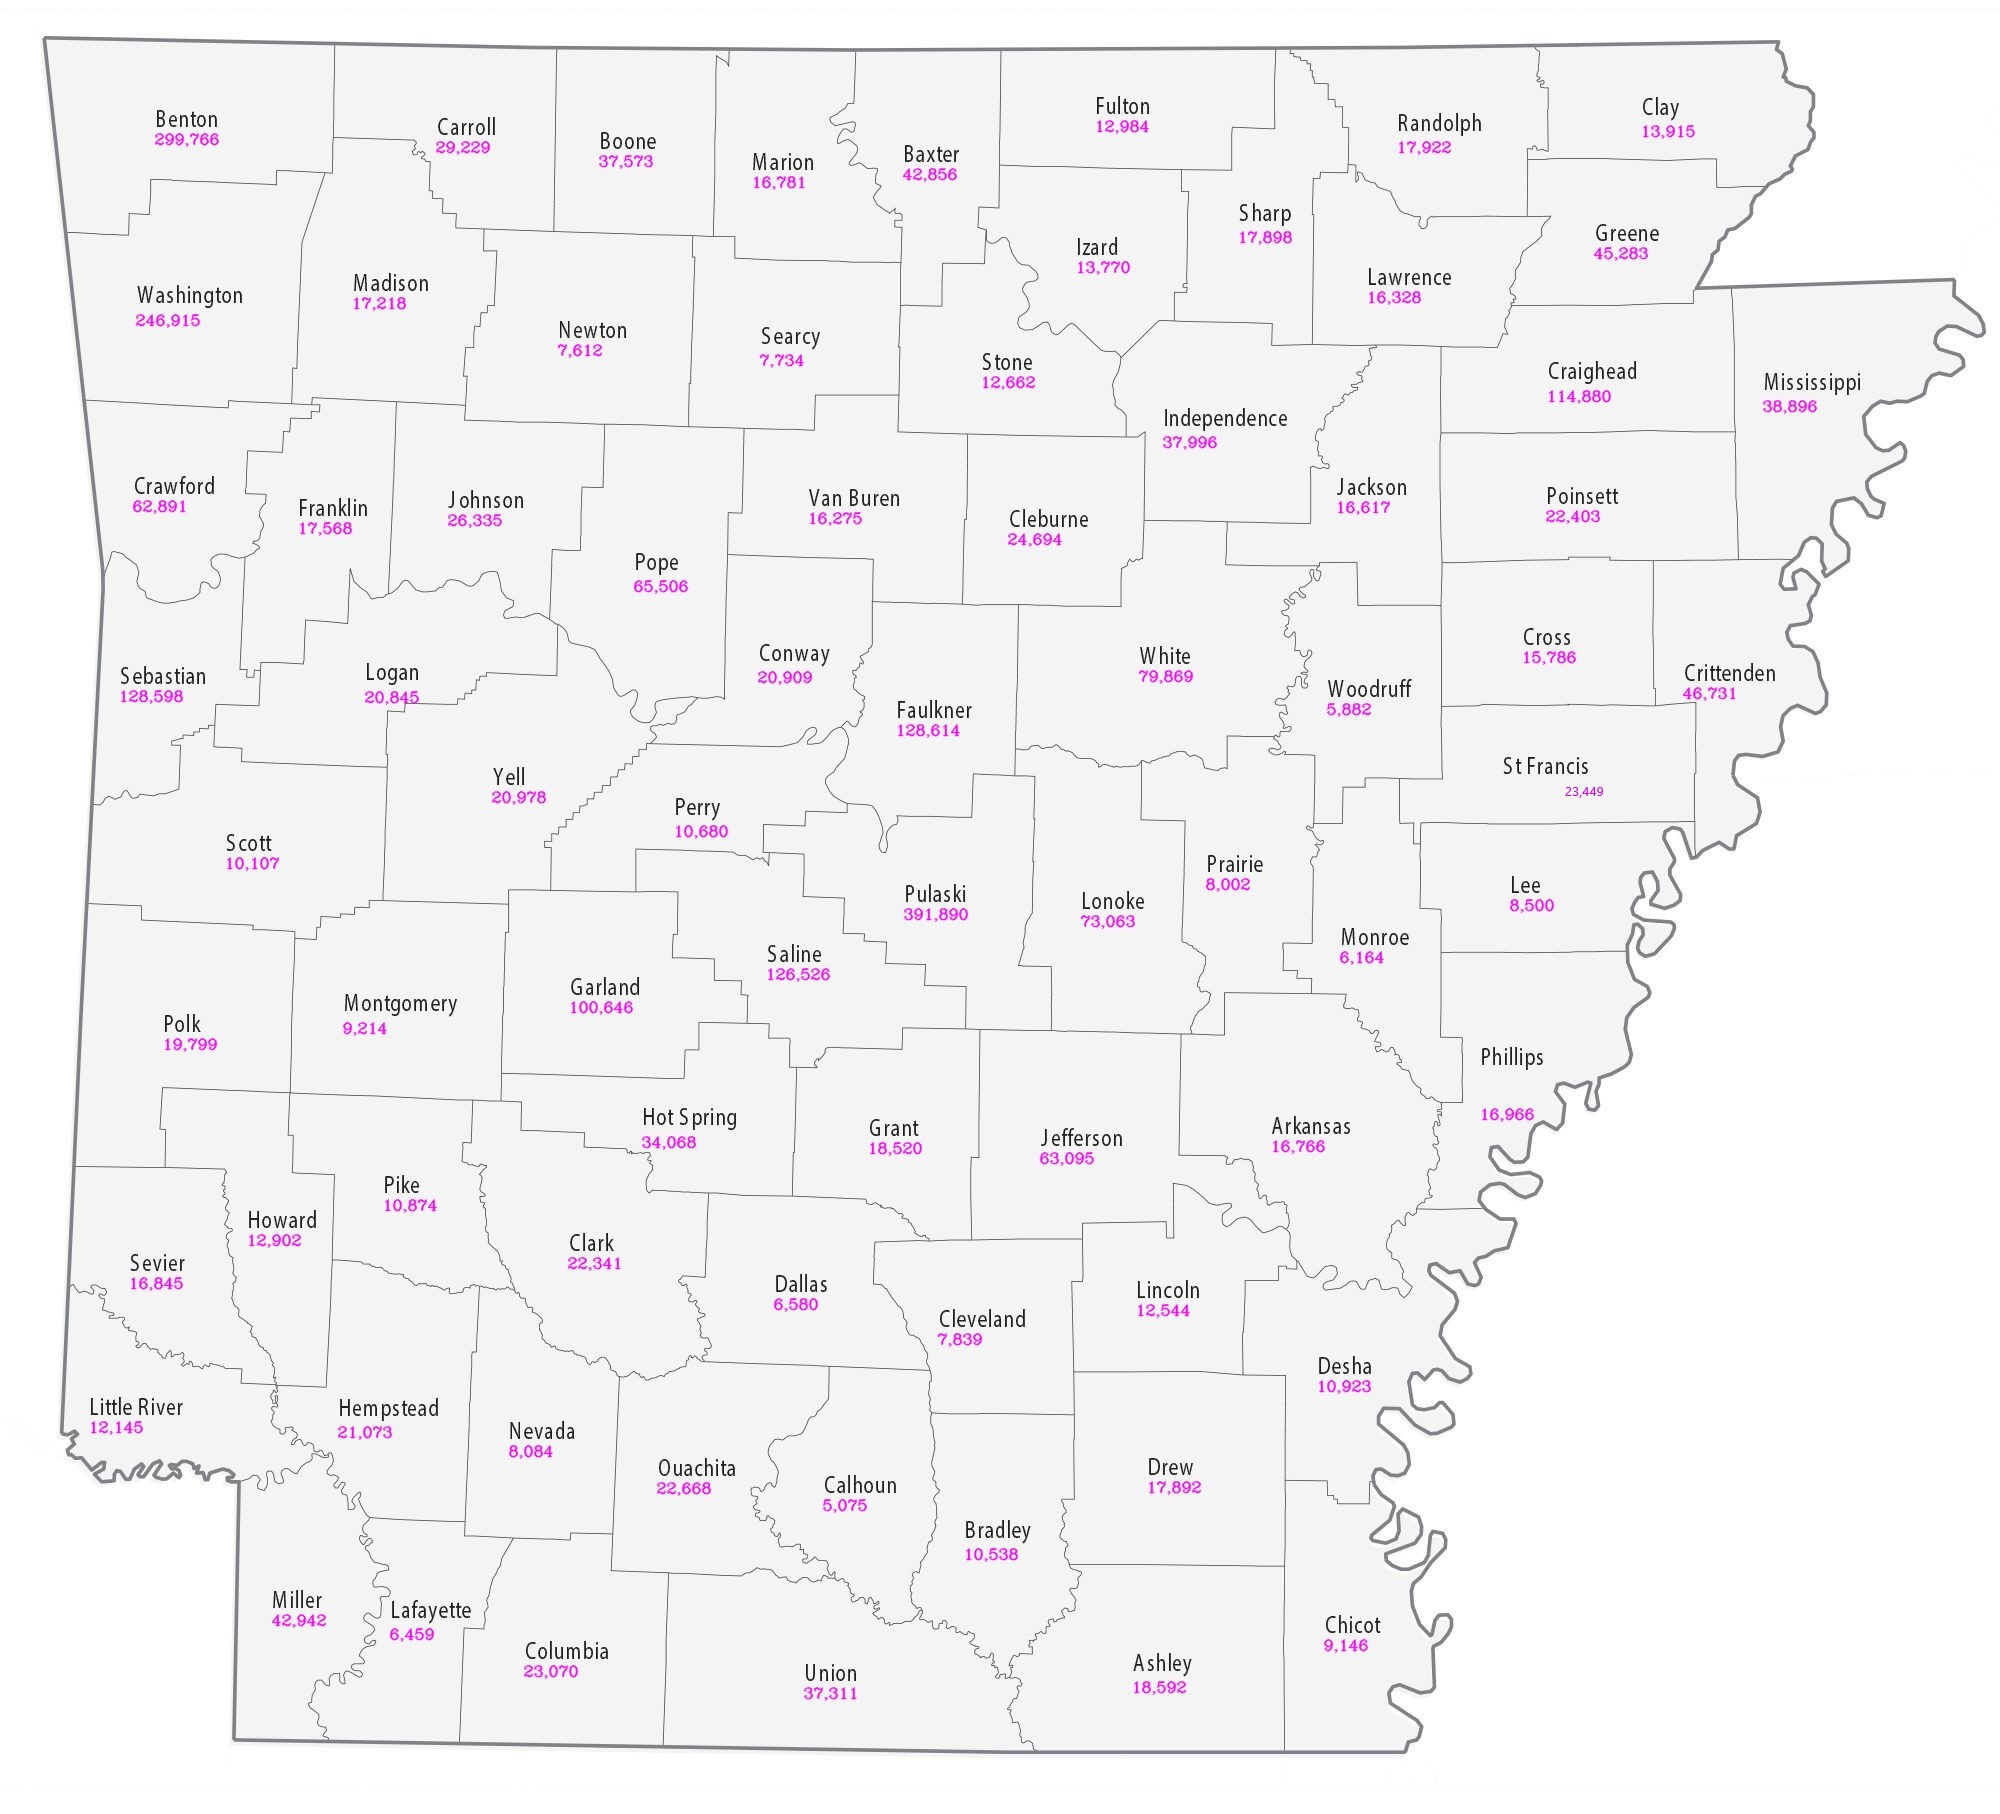 Benton
299,766
Carroll
29,229
Boone
37,573
Marion
16,781
Baxter
42,856
Fulton
12,984
Randolph
17,922
Clay
13,915
Washington
246,915
Madison
17,218
Newton
7,612
Searcy
7,734
Stone
12,662
Izard
13,770
Sharp
17,898
Lawrence
16,328
Greene
45,283
Independence
37,996
Craighead
114,880
Mississippi
38,896
Crawford
62,891
Franklin
17,568
Johnson
26,335
Pope
65,506
Van Buren
16,275
Cleburne
24,694
Jackson
16,617
Poinsett
22,403
Sebastian
128,598
Logan
20,845
Conway
20,909
Faulkner
128,614
White
79,869
Woodruff
5,882
Cross
15,786
Crittenden
46,731
Yell
20,978
Perry
10,680
St Francis
23,449
Scott
10,107
Pulaski
391,890
Lonoke
73,063
Prairie
8,002
Monroe
6,164
Lee
8,500
Polk
19,799
Montgomery
9,214
Garland
100,646
Saline
126,526
Phillips
16,966
Hot Spring
34,068
Grant
18,520
Jefferson
63,095
Arkansas
16,766
Sevier
16,845
Howard
12,902
Pike
10,874
Clark
22,341
Dallas
6,580
Cleveland
7,839
Lincoln
12,544
Desha
10,923
Little River
12,145
Hempstead
21,073
Nevada
8,084
Ouachita
22,668
Calhoun
5,075
Bradley
10,538
Drew
17,892
Miller
42,942
Lafayette
6,459
Columbia
23,070
Union
37,311
Ashley
18,592
Chicot
9,146